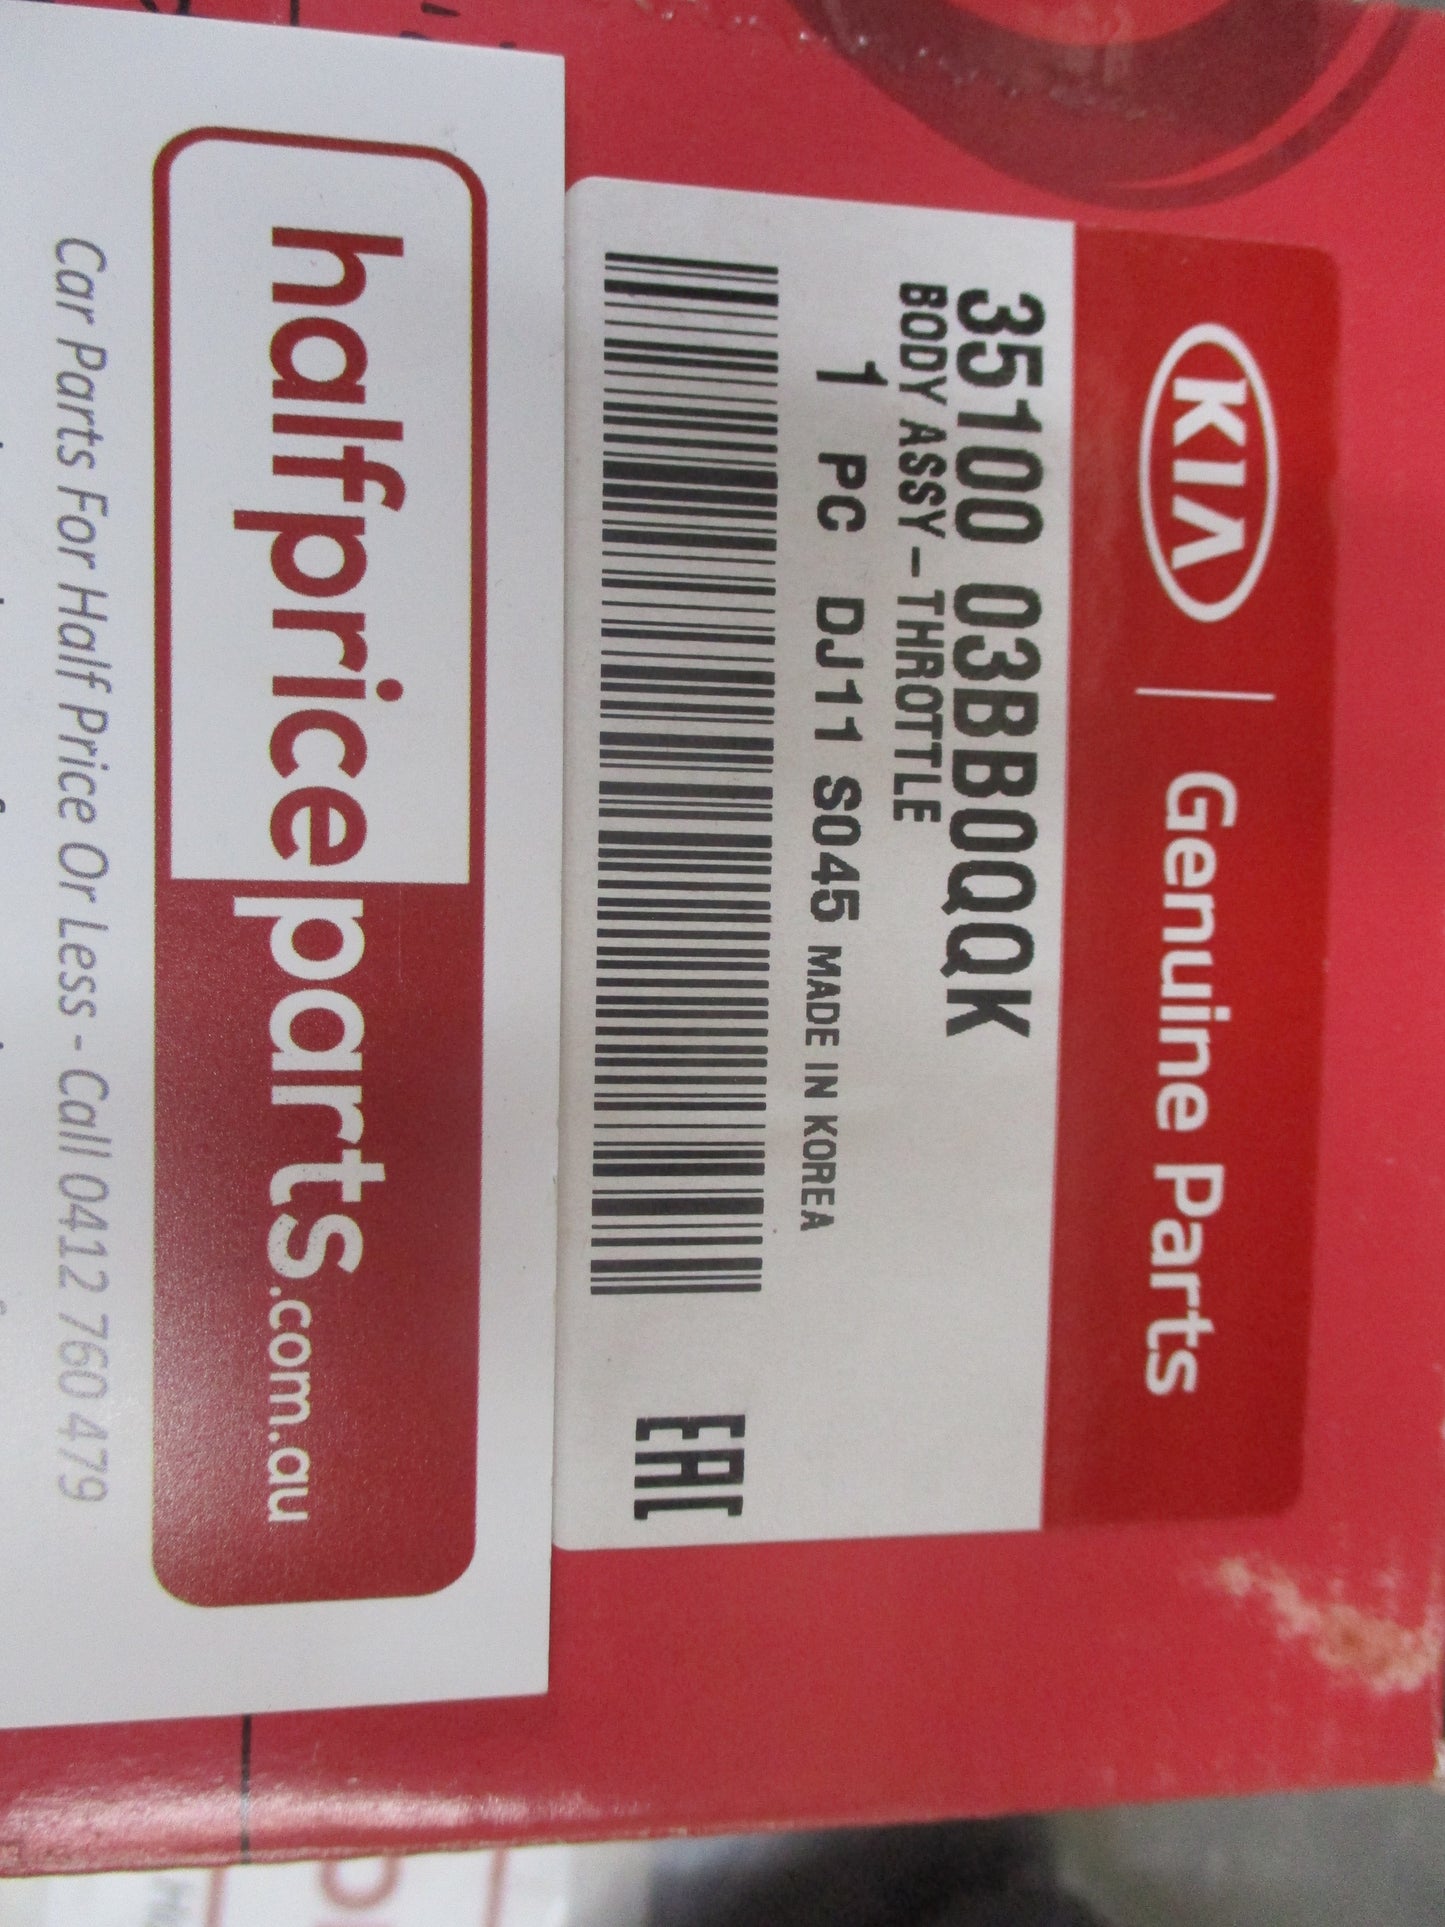 KIA | Genuine Parts
35100 03BB0QQK
BODY ASSY-THROTTLE
1 PC DJ11 S045 MADE IN KOREA
EAC
halfpriceparts.com.au
Car Parts For Half Price Or Less - Call 0412 760 479